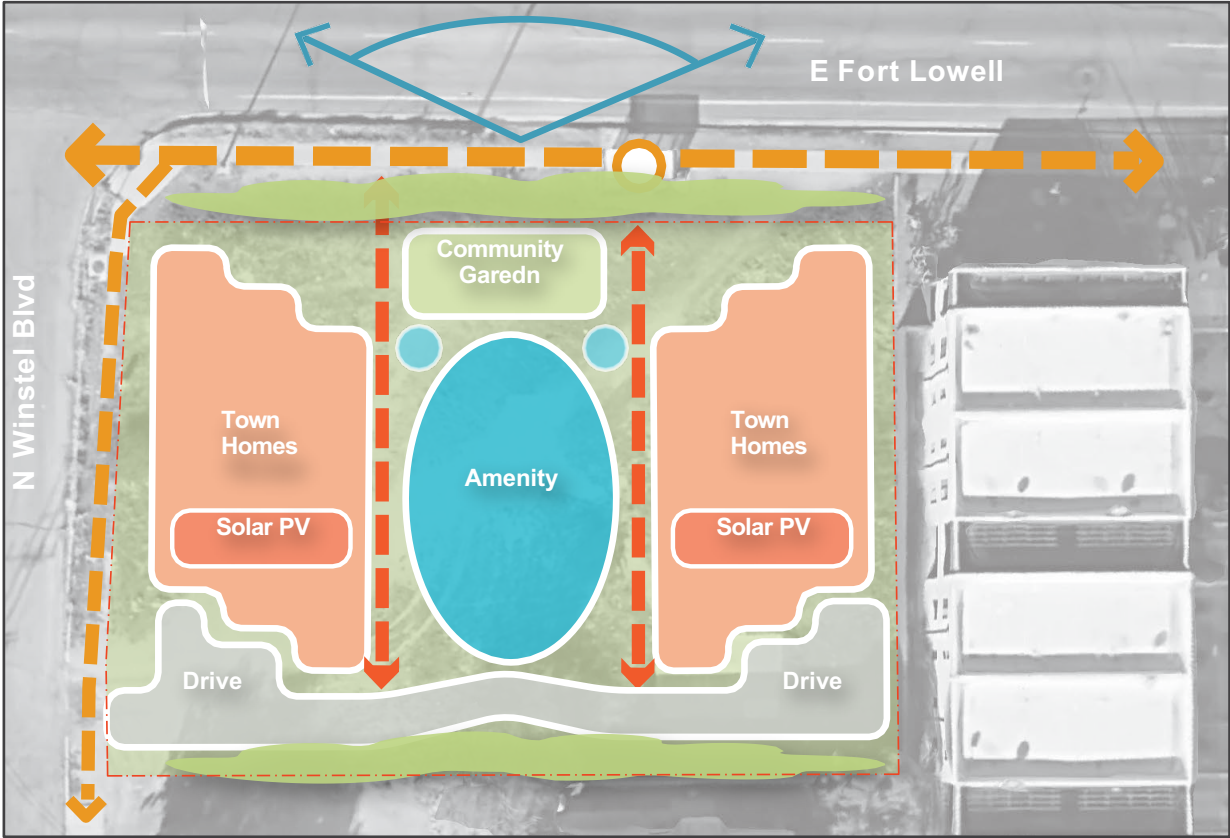 E Fort Lowell
N Winstel Blvd
Community
Garedn
Town
Homes
Town
Homes
Amenity
Solar PV
Solar PV
Drive
Drive